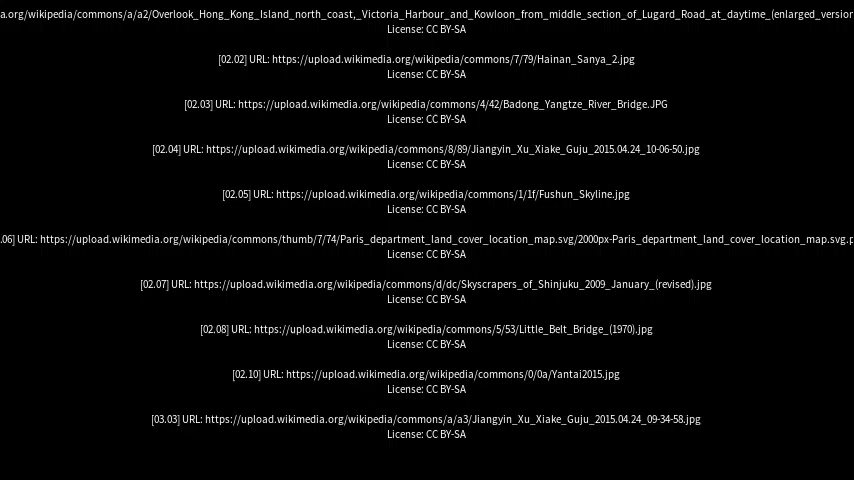 a.org/wikipedia/commons/a/a2/Overlook_Hong_Kong_Island_north_coast,_Victoria_Harbour_and_Kowloon_from_middle_section_of_Lugard_Road_at_daytime_(enlarged_version
License: CC BY-SA
[02.02] URL: https://upload.wikimedia.org/wikipedia/commons/7/79/Hainan_Sanya_2.jpg
License: CC BY-SA
[02.03] URL: https://upload.wikimedia.org/wikipedia/commons/4/42/Badong_Yangtze_River_Bridge.JPG
License: CC BY-SA
[02.04] URL: https://upload.wikimedia.org/wikipedia/commons/8/89/Jiangyin_Xu_Xiake_Guju_2015.04.24_10-06-50.jpg
License: CC BY-SA
[02.05] URL: https://upload.wikimedia.org/wikipedia/commons/1/1f/Fushun_Skyline.jpg
License: CC BY-SA
.06] URL: https://upload.wikimedia.org/wikipedia/commons/thumb/7/74/Paris_department_land_cover_location_map.svg/2000px-Paris_department_land_cover_location_map.svg.p
License: CC BY-SA
[02.07] URL: https://upload.wikimedia.org/wikipedia/commons/d/dc/Skyscrapers_of_Shinjuku_2009_January_(revised).jpg
License: CC BY-SA
[02.08] URL: https://upload.wikimedia.org/wikipedia/commons/5/53/Little_Belt_Bridge_(1970).jpg
License: CC BY-SA
[02.10] URL: https://upload.wikimedia.org/wikipedia/commons/0/0a/Yantai2015.jpg
License: CC BY-SA
[03.03] URL: https://upload.wikimedia.org/wikipedia/commons/a/a3/Jiangyin_Xu_Xiake_Guju_2015.04.24_09-34-58.jpg
License: CC BY-SA